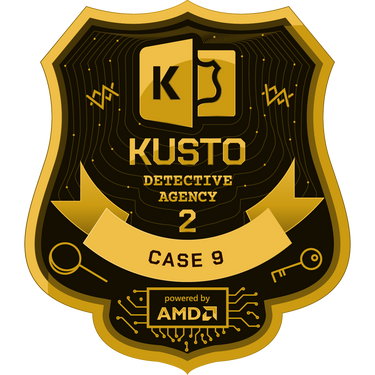 K
KUSTO
DETECTIVE
AGENCY
2
CASE 9
powered by
AMD